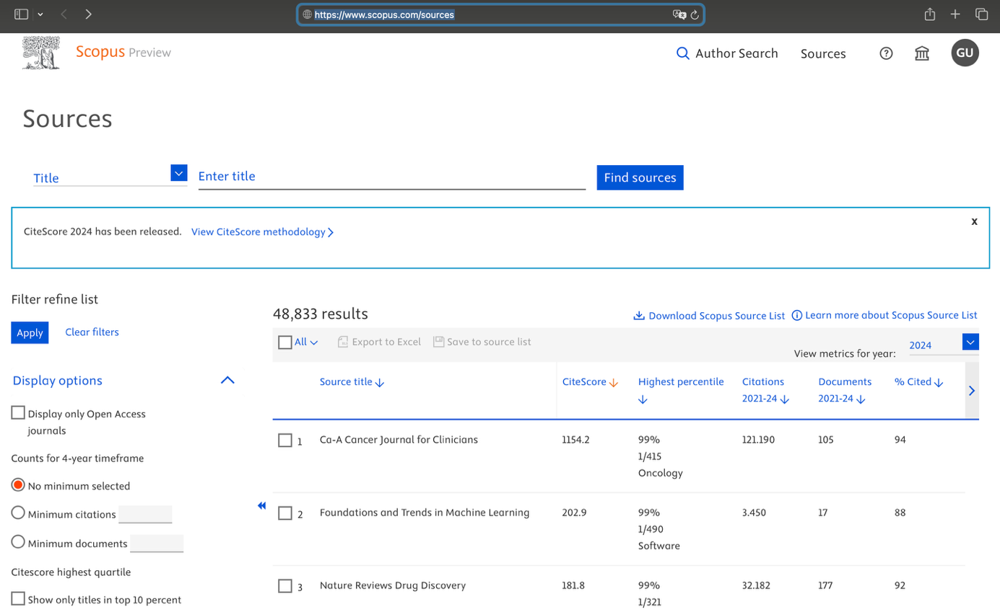 https://www.scopus.com/sources
Scopus Preview
Author Search
Sources
GU
Sources
Title
Enter title
Find sources
CiteScore 2024 has been released. View CiteScore methodology
x
Filter refine list
Apply
Clear filters
Display options
Display only Open Access
journals
Counts for 4-year timeframe
No minimum selected
Minimum citations
Minimum documents
Citescore highest quartile
Show only titles in top 10 percent
48,833 results
Download Scopus Source List
Learn more about Scopus Source List
All
Export to Excel
Save to source list
View metrics for year:
2024
Source title
CiteScore
Highest percentile
Citations
2021-24
Documents
2021-24
% Cited
1 Ca-A Cancer Journal for Clinicians 1154.2 99% 121.190 105 94
1/415
Oncology
2 Foundations and Trends in Machine Learning 202.9 99% 3.450 17 88
1/490
Software
3 Nature Reviews Drug Discovery 181.8 99% 32.182 177 92
1/321